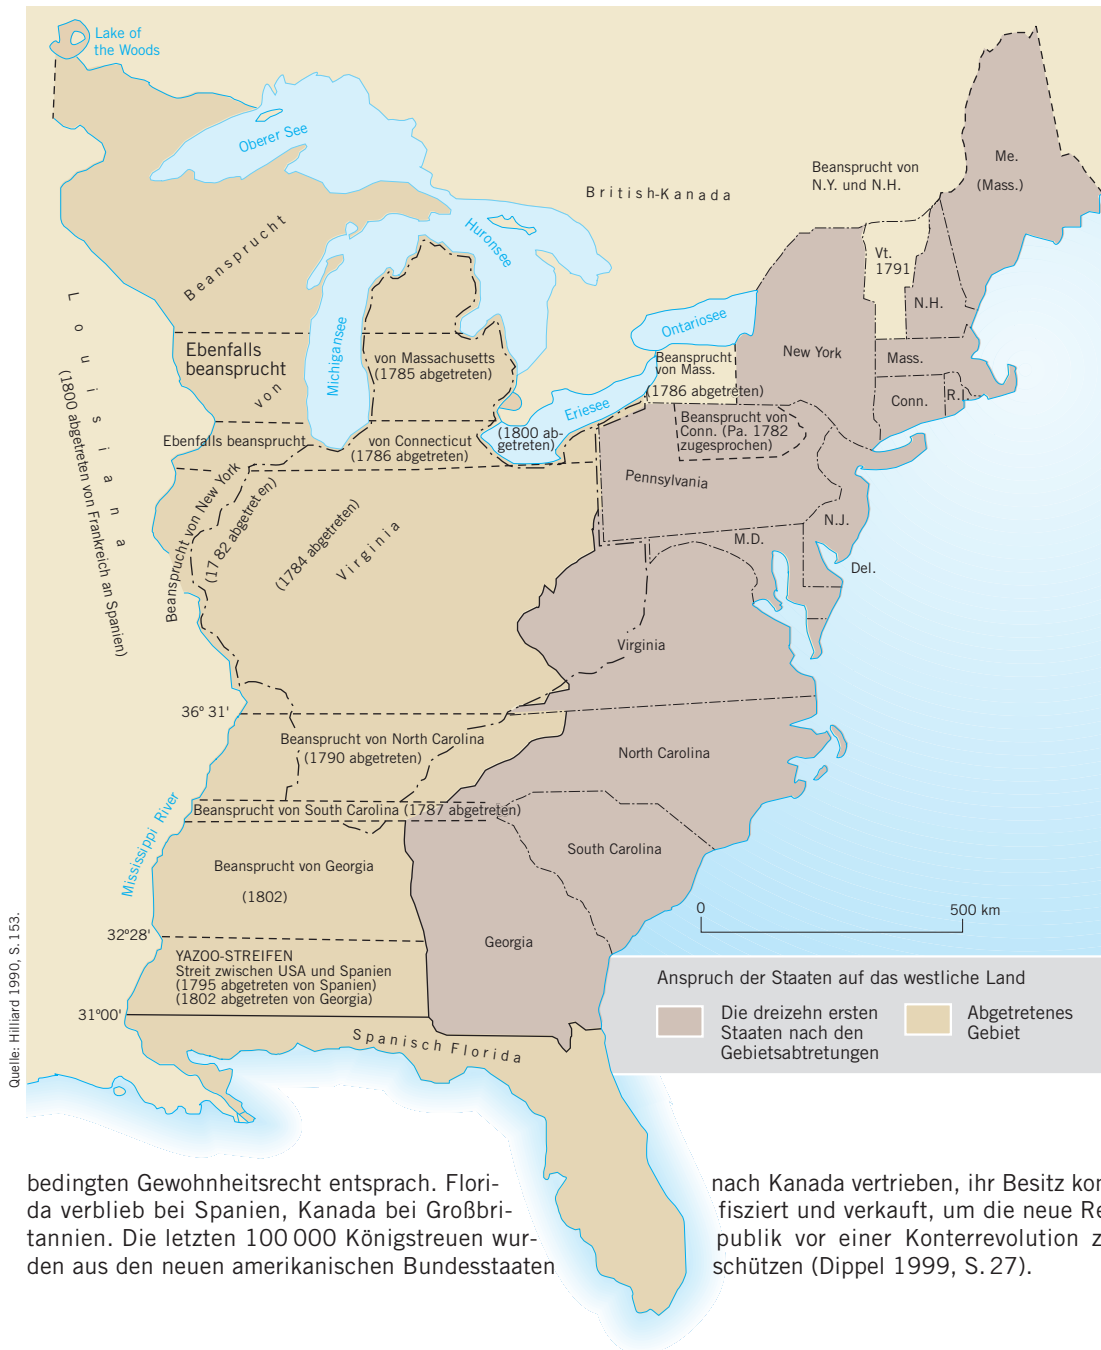 Lake of
the Woods
Oberer See
British-Kanada
Beansprucht von
N.Y. und N.H.
Me.
(Mass.)
Vt.
1791
N.H.
Huronsee
Beansprucht
von
Louisiana
(1800 abgetreten von Frankreich an Spanien)
Ebenfalls
beansprucht
Michigansee
von Massachusetts
(1785 abgetreten)
Ontariosee
Beansprucht
von Mass.
(1786 abgetreten)
New York
Mass.
Conn.
R.I.
Eriesee
Ebenfalls beansprucht
von Connecticut
(1786 abgetreten)
(1800 ab-
getreten)
Beansprucht von
Conn. (Pa. 1782
zugesprochen)
Pennsylvania
Beansprucht von New York
(1782 abgetreten)
(1784 abgetreten)
Virginia
N.J.
M.D.
Del.
Virginia
36° 31'
Beansprucht von North Carolina
(1790 abgetreten)
North Carolina
Mississippi River
Beansprucht von South Carolina (1787 abgetreten)
South Carolina
Beansprucht von Georgia
(1802)
Georgia
0
500 km
32°28'
YAZOO-STREIFEN
Streit zwischen USA und Spanien
(1795 abgetreten von Spanien)
(1802 abgetreten von Georgia)
31°00'
Spanisch Florida
Anspruch der Staaten auf das westliche Land
Die dreizehn ersten
Staaten nach den
Gebietsabtretungen
Abgetretenes
Gebiet
Quelle: Hilliard 1990, S. 153.
bedingten Gewohnheitsrecht entsprach. Flori-
da verblieb bei Spanien, Kanada bei Großbri-
tannien. Die letzten 100 000 Königstreuen wur-
den aus den neuen amerikanischen Bundesstaaten
nach Kanada vertrieben, ihr Besitz kon
fisziert und verkauft, um die neue Re
publik vor einer Konterrevolution z
schützen (Dippel 1999, S. 27).